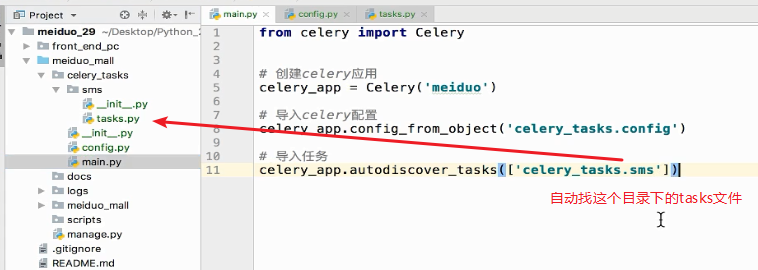 Project
main.py
config.py
tasks.py
meiduo_29 ~/Desktop/Python_2
front_end_pc
meiduo_mall
celery_tasks
sms
__init__.py
tasks.py
__init__.py
config.py
main.py
docs
logs
meiduo_mall
scripts
manage.py
.gitignore
README.md
1 from celery import Celery
2
3
4 # 创建celery应用
5 celery_app = Celery('meiduo')
6
7 # 导入celery配置
8 celery_app.config_from_object('celery_tasks.config')
9
10 # 导入任务
11 celery_app.autodiscover_tasks(['celery_tasks.sms'])
自动找这个目录下的tasks文件